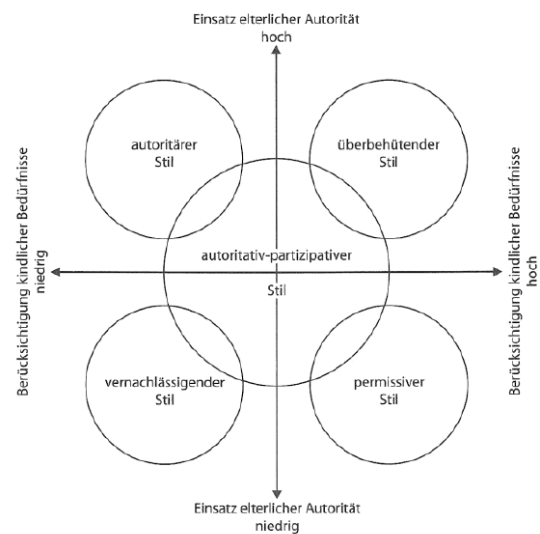 Einsatz elterlicher Autorität
hoch
autoritärer
Stil
überbehütender
Stil
Berücksichtigung kindlicher Bedürfnisse
niedrig
autoritativ-partizipativer
Stil
Berücksichtigung kindlicher Bedürfnisse
hoch
vernachlässigender
Stil
permissiver
Stil
Einsatz elterlicher Autorität
niedrig